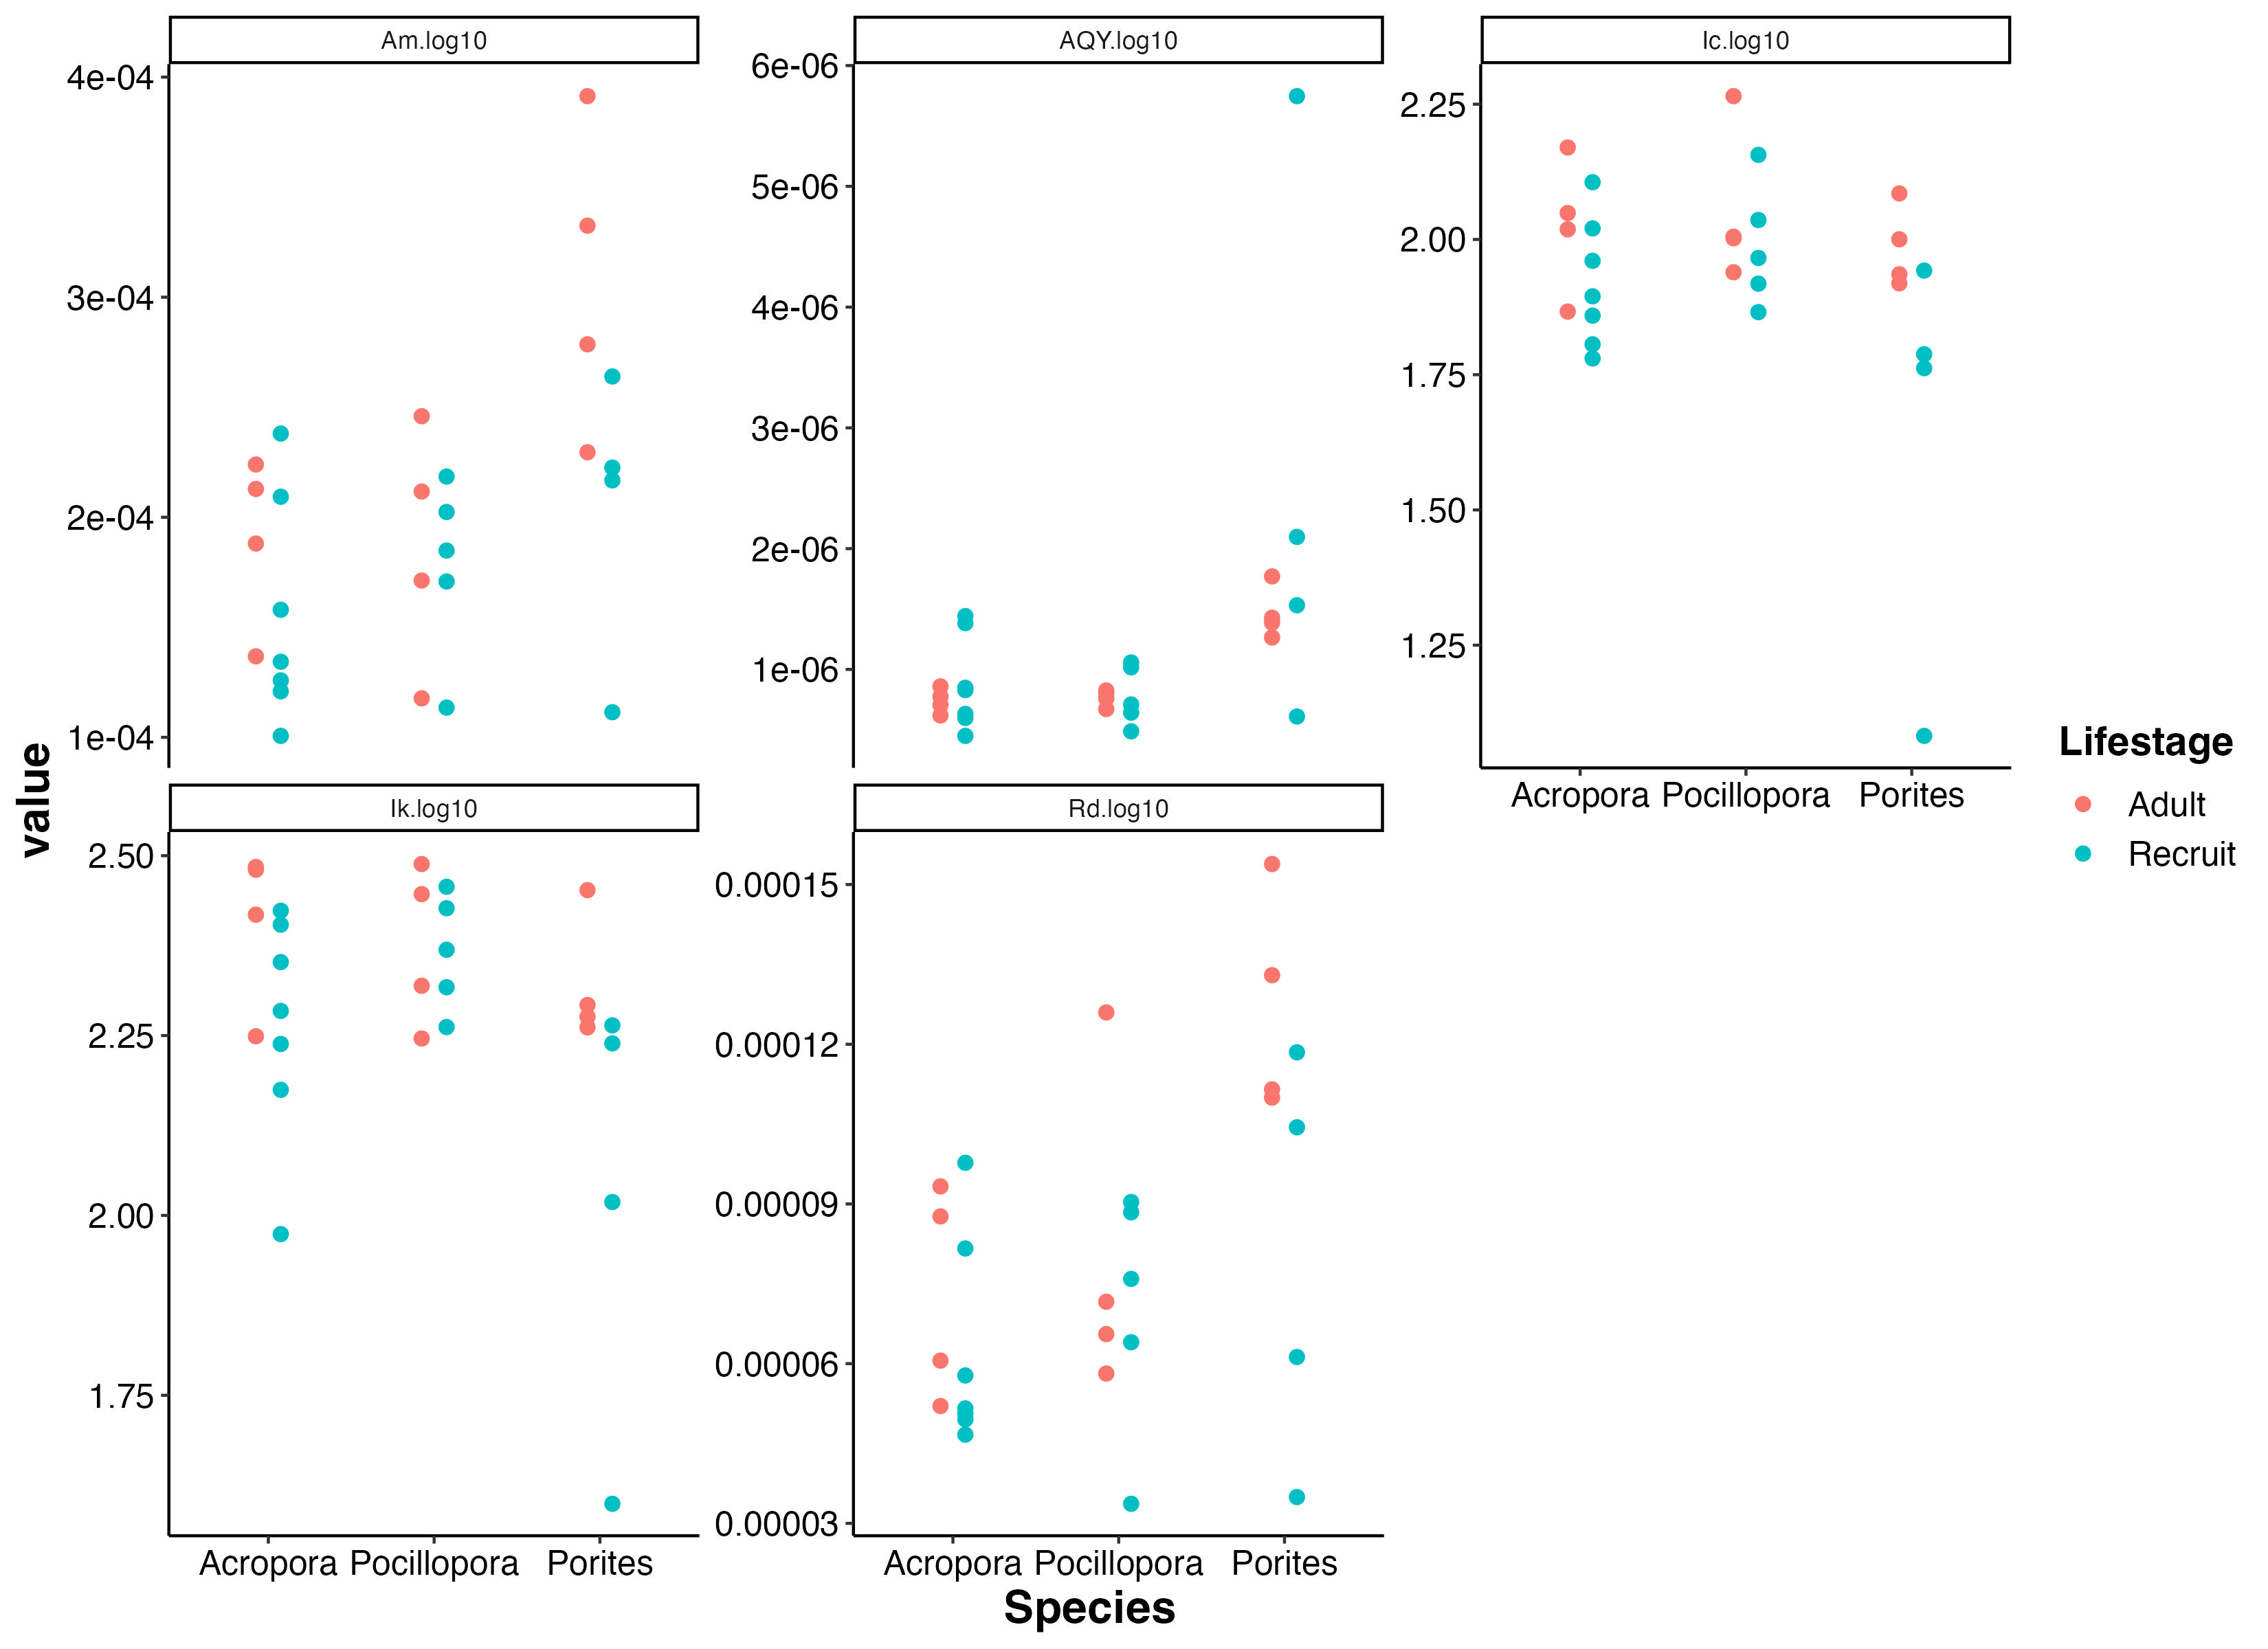 Am.log10
AQY.log10
Ic.log10
4e-04
3e-04
2e-04
1e-04
6e-06
5e-06
4e-06
3e-06
2e-06
1e-06
2.25
2.00
1.75
1.50
1.25
Acropora Pocillopora Porites
Ik.log10
Rd.log10
2.50
2.25
2.00
1.75
0.00015
0.00012
0.00009
0.00006
0.00003
Acropora Pocillopora Porites
Acropora Pocillopora Porites
value
Species
Lifestage
Adult
Recruit